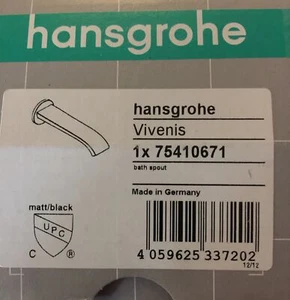 hansgrohe
hansgrohe
Vivenis
1x 75410671
bath spout
Made in Germany
matt/black
UPC
C ®
4 059625 337202
12/12